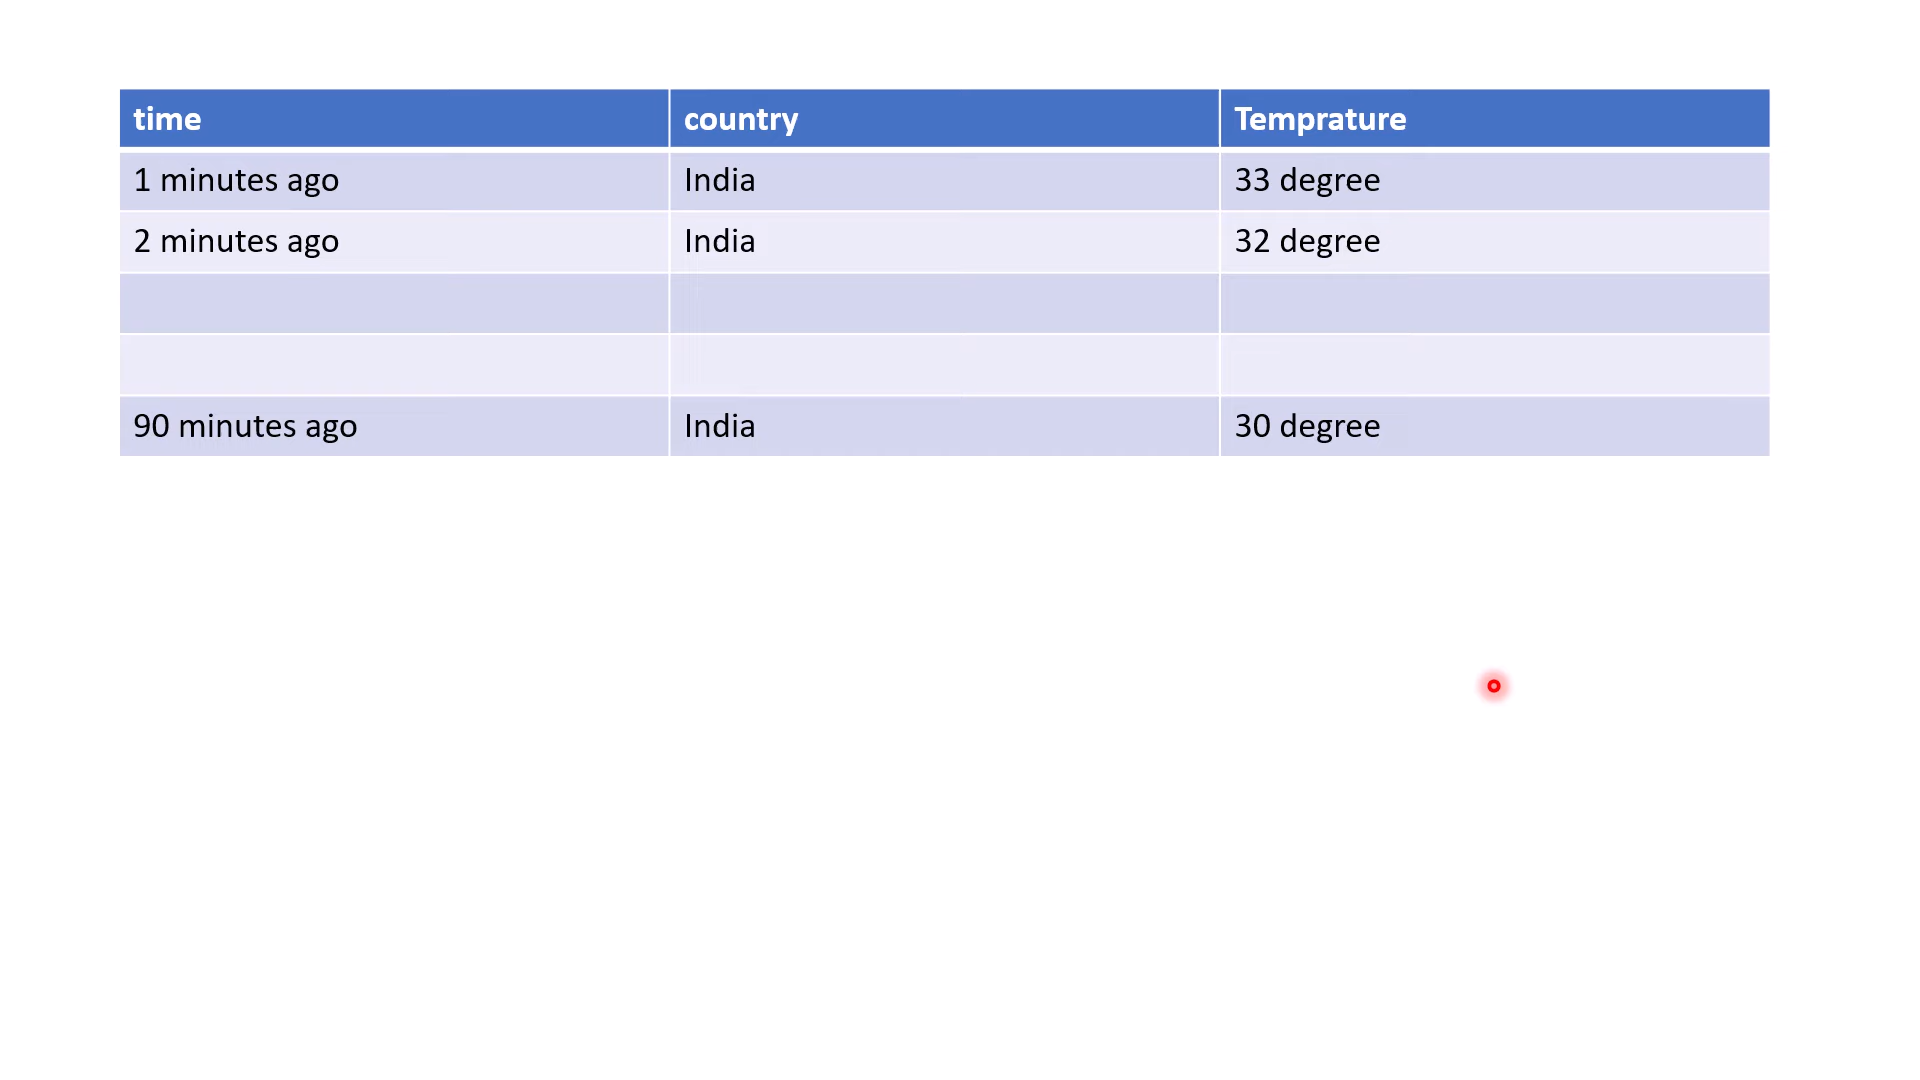 time country Temprature
1 minutes ago India 33 degree
2 minutes ago India 32 degree
90 minutes ago India 30 degree